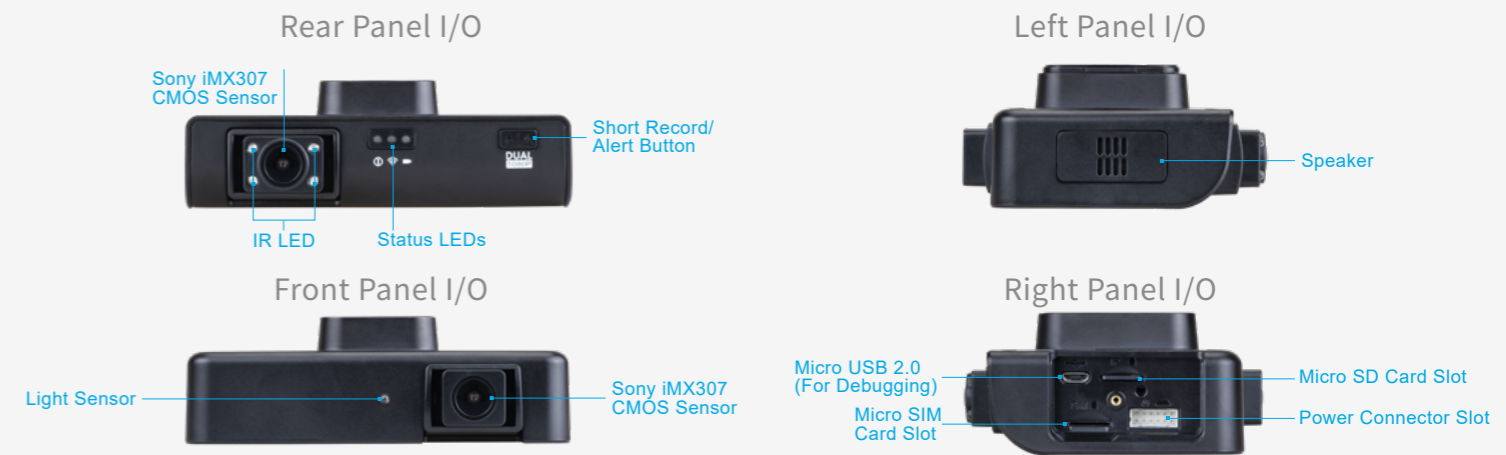 Rear Panel I/O
Sony iMX307
CMOS Sensor
Short Record/
Alert Button
DUAL
1080P
IR LED
Status LEDs
Left Panel I/O
Speaker
Front Panel I/O
Light Sensor
Sony iMX307
CMOS Sensor
Right Panel I/O
Micro USB 2.0
(For Debugging)
Micro SIM
Card Slot
Micro SD Card Slot
Power Connector Slot